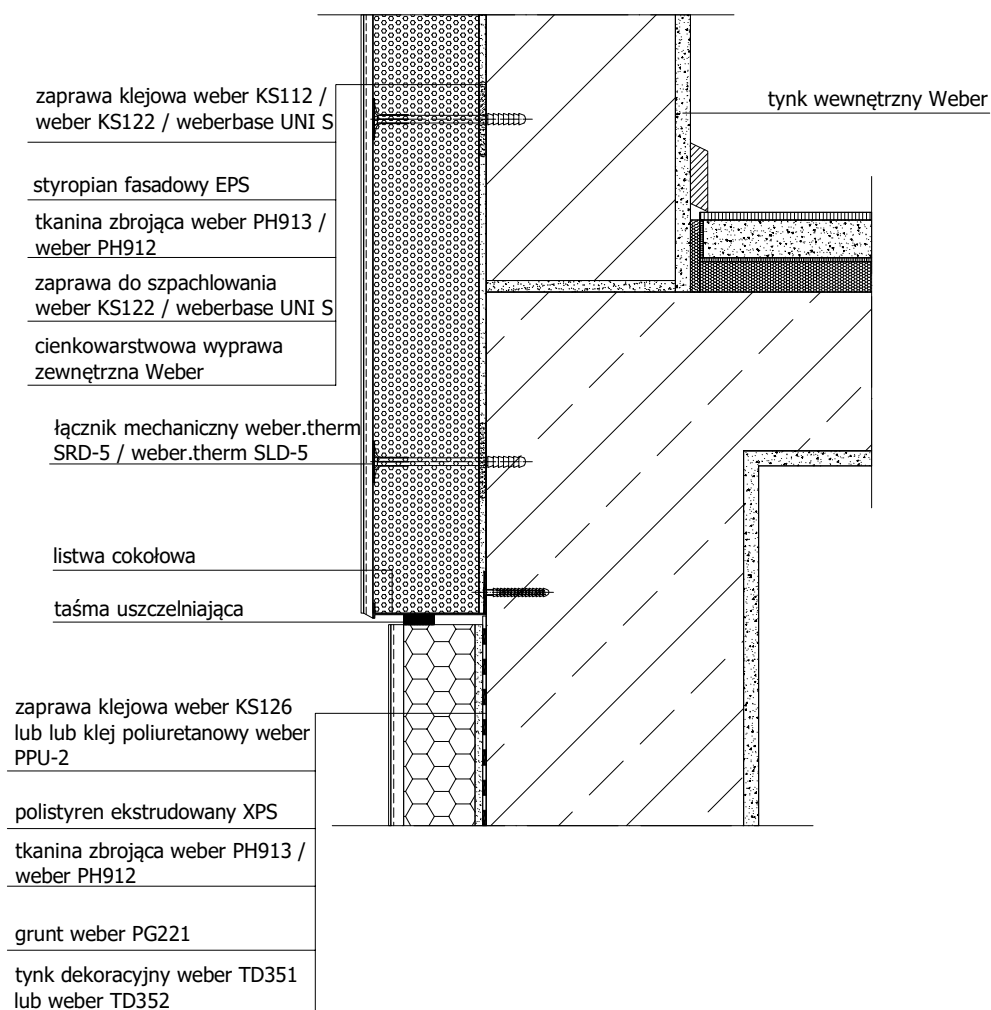 zaprawa klejowa weber KS112 /
weber KS122 / weberbase UNI S
tynk wewnętrzny Weber
styropian fasadowy EPS
tkanina zbrojąca weber PH913 /
weber PH912
zaprawa do szpachlowania
weber KS122 / weberbase UNI S
cienkowarstwowa wyprawa
zewnętrzna Weber
łącznik mechaniczny weber.therm
SRD-5 / weber.therm SLD-5
listwa cokołowa
taśma uszczelniająca
zaprawa klejowa weber KS126
lub lub klej poliuretanowy weber
PPU-2
polistyren ekstrudowany XPS
tkanina zbrojąca weber PH913 /
weber PH912
grunt weber PG221
tynk dekoracyjny weber TD351
lub weber TD352